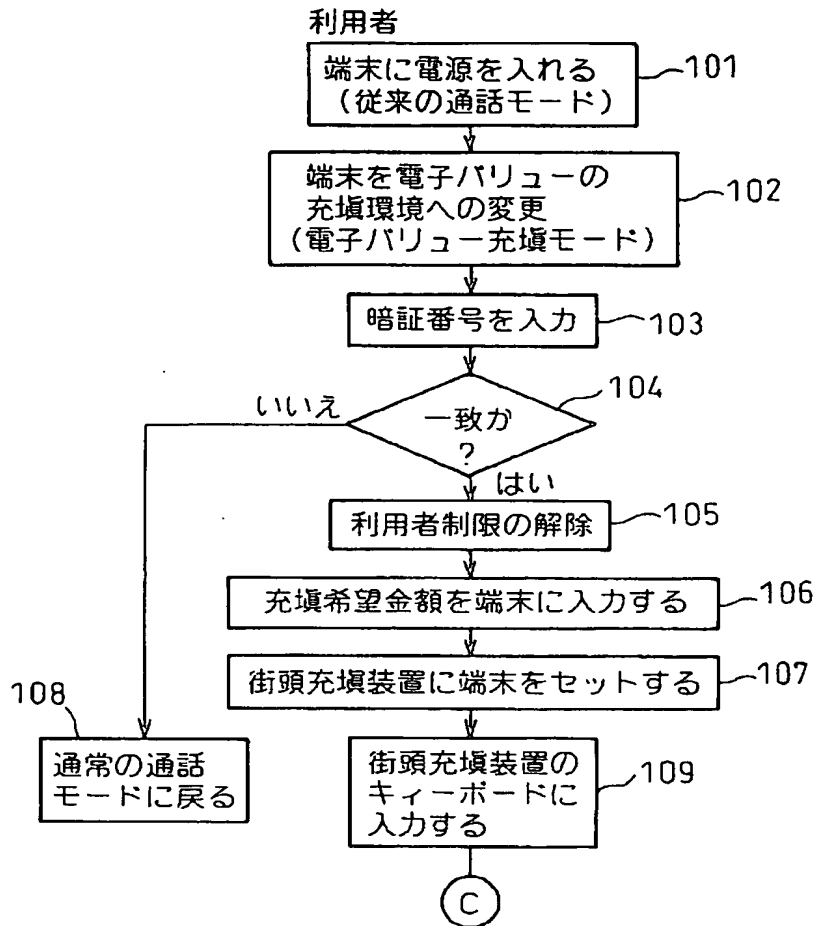 利用者
端末に電源を入れる
(従来の通話モード)
101
端末を電子バリューの
充塡環境への変更
(電子バリュー充塡モード)
102
暗証番号を入力
103
一致か
?
104
いいえ
はい
利用者制限の解除
105
充塡希望金額を端末に入力する
106
街頭充塡装置に端末をセットする
107
108
通常の通話
モードに戻る
街頭充塡装置の
キィーボードに
入力する
109
C